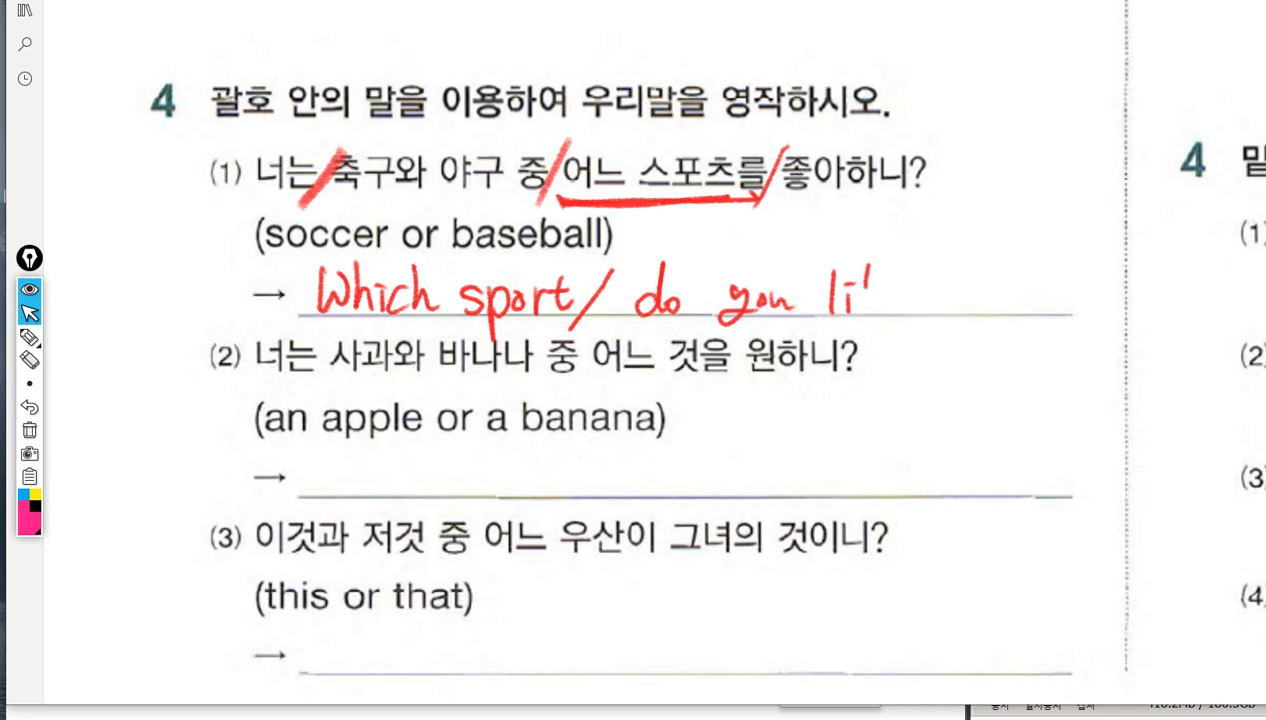 4 괄호 안의 말을 이용하여 우리말을 영작하시오.
(1) 너는 축구와 야구 중 어느 스포츠를 좋아하니?
(soccer or baseball)
→ Which sport / do you li
(2) 너는 사과와 바나나 중 어느 것을 원하니?
(an apple or a banana)
→
(3) 이것과 저것 중 어느 우산이 그녀의 것이니?
(this or that)
→
4 밑
(1)
(2)
(3)
(4)